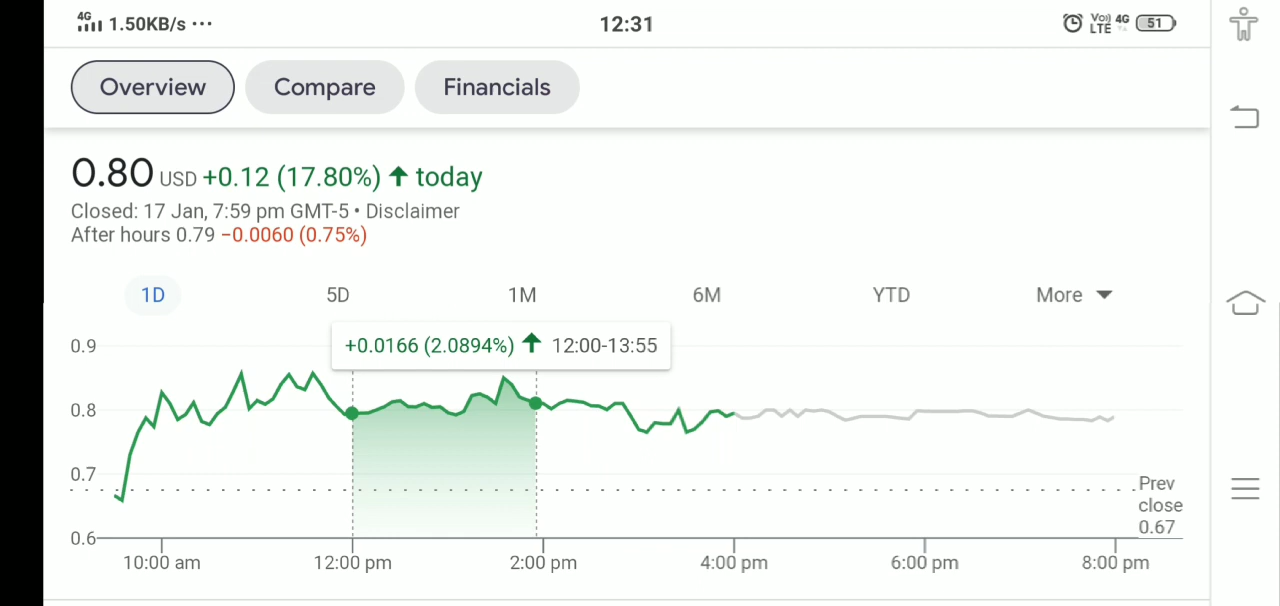 4G 1.50KB/s ··· 12:31 Vo)) LTE 4G 51
Overview Compare Financials
0.80 USD +0.12 (17.80%) ↑ today
Closed: 17 Jan, 7:59 pm GMT-5 • Disclaimer
After hours 0.79 −0.0060 (0.75%)
1D 5D 1M 6M YTD More
+0.0166 (2.0894%) ↑ 12:00-13:55
0.9
0.8
0.7
Prev
close
0.67
0.6
10:00 am 12:00 pm 2:00 pm 4:00 pm 6:00 pm 8:00 pm